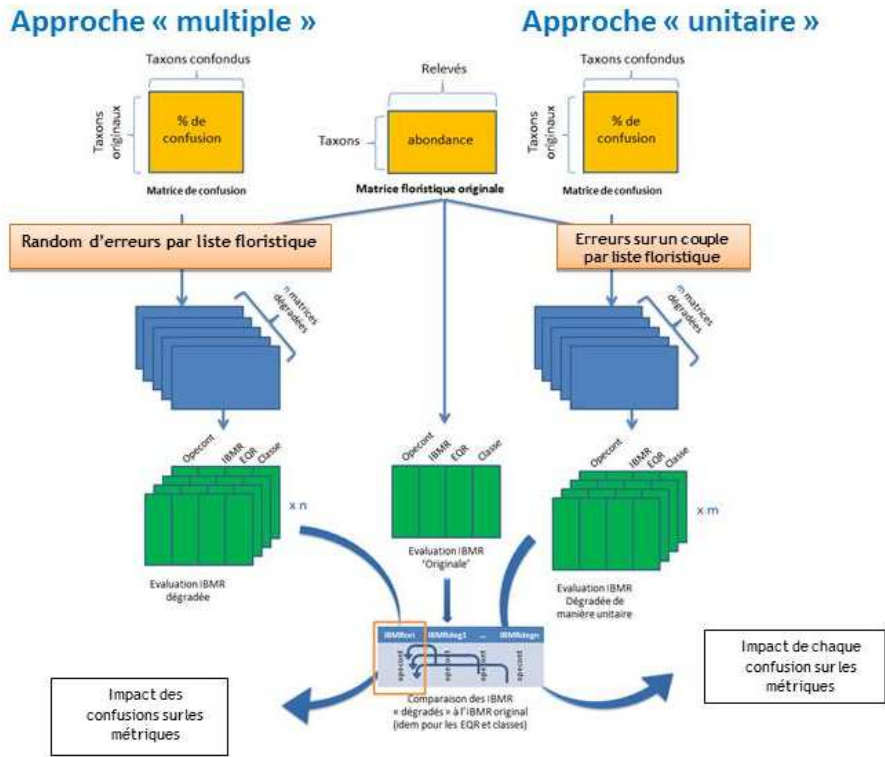 Approche « multiple »
Approche « unitaire »
Taxons confondus
Taxons originaux
% de
confusion
Matrice de confusion
Relevés
Taxons
abondance
Matrice floristique originale
Taxons confondus
Taxons originaux
% de
confusion
Matrice de confusion
Random d'erreurs par liste floristique
Erreurs sur un couple
par liste floristique
n matrices
dégradées
m matrices
dégradées
Opecont IBMR EQR Classe
x n
Evaluation IBMR
dégradée
Opecont IBMR EQR Classe
Evaluation IBMR
'Originale'
Opecont IBMR EQR Classe
x m
Evaluation IBMR
Dégradée de
manière unitaire
IBMRori IBMRdeg1 ... IBMRdegn
opecont opecont opecont opecont
Comparaison des IBMR
« dégradés » à l'IBMR original
(idem pour les EQR et classes)
Impact des
confusions sur les
métriques
Impact de chaque
confusion sur les
métriques